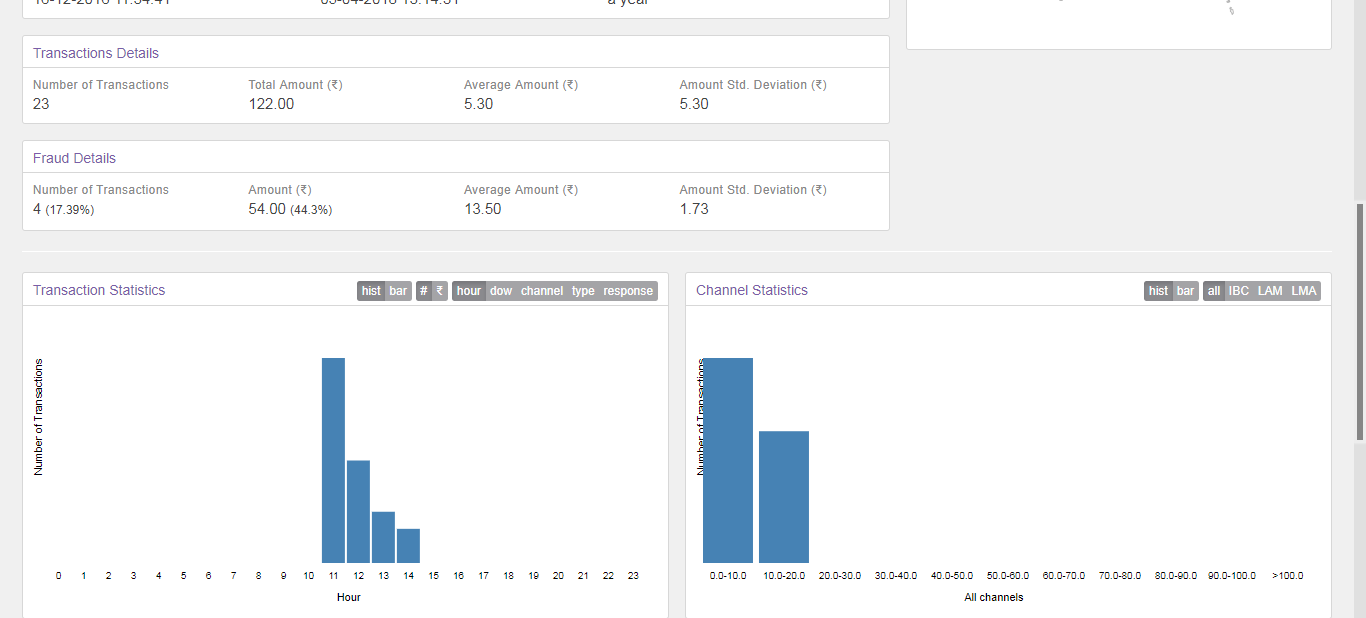 a year
Transactions Details
Number of Transactions Total Amount (₹) Average Amount (₹) Amount Std. Deviation (₹)
23 122.00 5.30 5.30
Fraud Details
Number of Transactions Amount (₹) Average Amount (₹) Amount Std. Deviation (₹)
4 (17.39%) 54.00 (44.3%) 13.50 1.73
Transaction Statistics hist bar # ₹ hour dow channel type response
Number of Transactions
0 1 2 3 4 5 6 7 8 9 10 11 12 13 14 15 16 17 18 19 20 21 22 23
Hour
Channel Statistics hist bar all IBC LAM LMA
Number of Transactions
0.0-10.0 10.0-20.0 20.0-30.0 30.0-40.0 40.0-50.0 50.0-60.0 60.0-70.0 70.0-80.0 80.0-90.0 90.0-100.0 >100.0
All channels